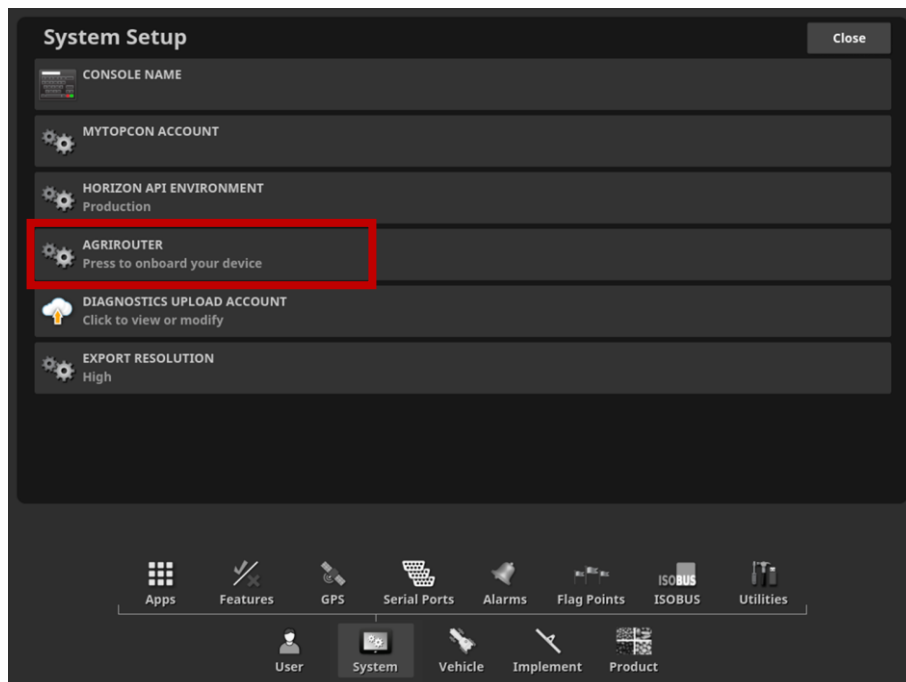 System Setup
Close
CONSOLE NAME
MYTOPCON ACCOUNT
HORIZON API ENVIRONMENT
Production
AGRIROUTER
Press to onboard your device
DIAGNOSTICS UPLOAD ACCOUNT
Click to view or modify
EXPORT RESOLUTION
High
ISOBUS
Apps Features GPS Serial Ports Alarms Flag Points ISOBUS Utilities
User System Vehicle Implement Product